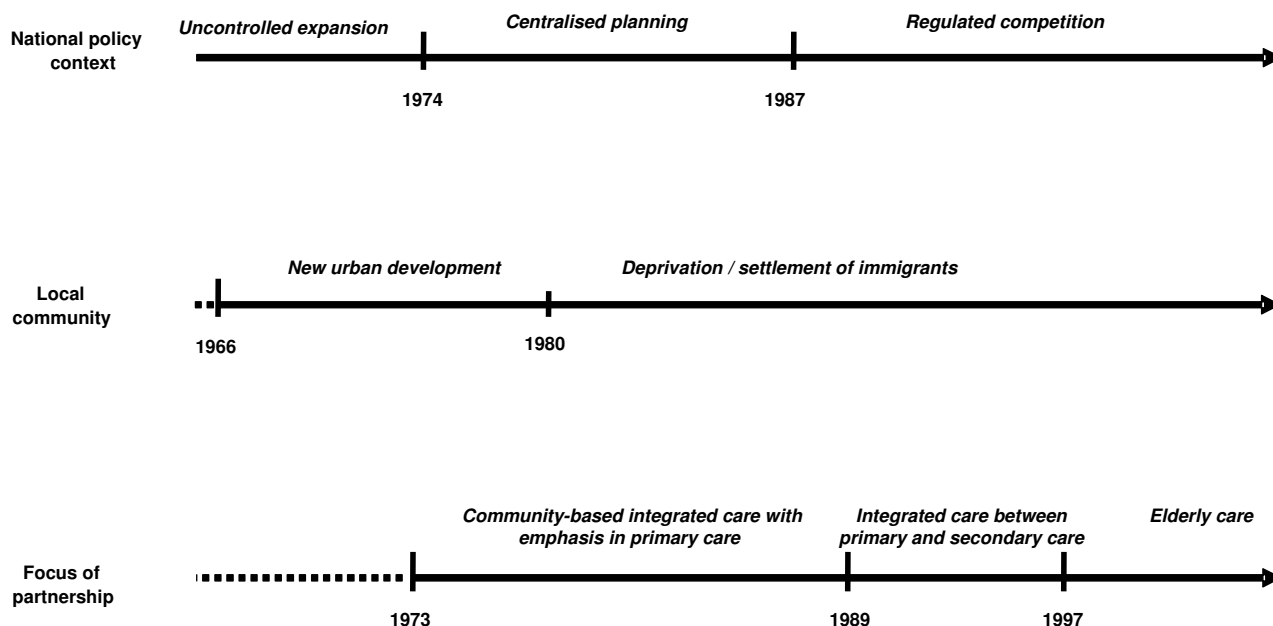 Uncontrolled expansion
Centralised planning
Regulated competition
National policy
context
1974
1987
New urban development
Deprivation / settlement of immigrants
Local
community
1966
1980
Community-based integrated care with
emphasis in primary care
Integrated care between
primary and secondary care
Elderly care
Focus of
partnership
1973
1989
1997